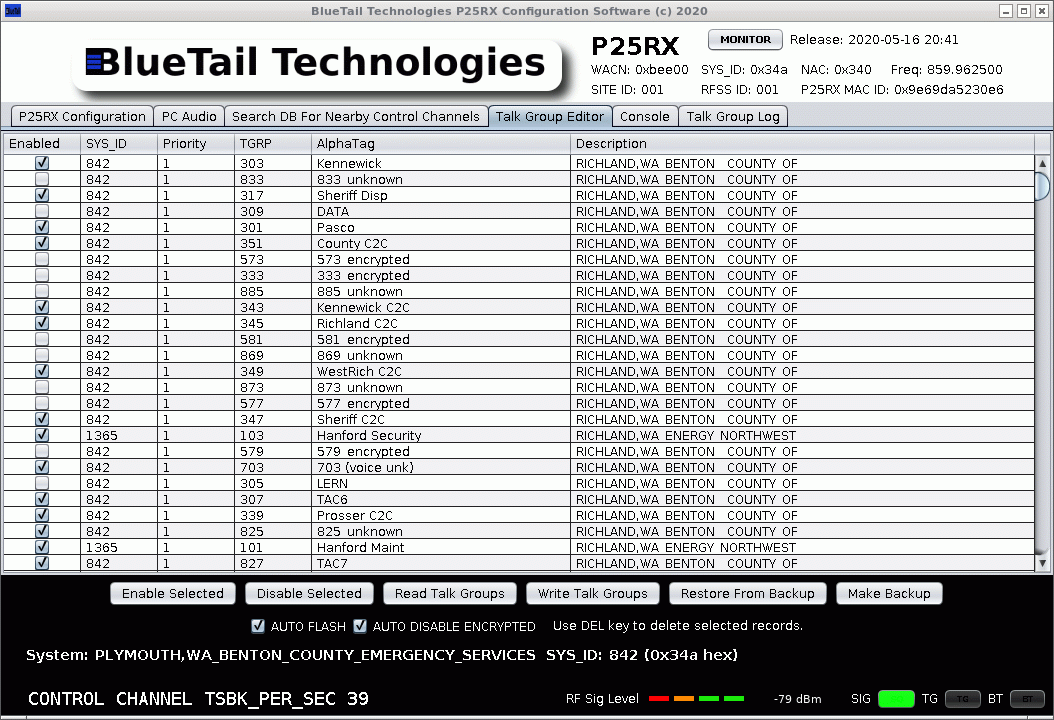 BlueTail Technologies P25RX Configuration Software (c) 2020
BlueTail Technologies
P25RX MONITOR Release: 2020-05-16 20:41
WACN: 0xbee00 SYS_ID: 0x34a NAC: 0x340 Freq: 859.962500
SITE ID: 001 RFSS ID: 001 P25RX MAC ID: 0x9e69da5230e6
P25RX Configuration PC Audio Search DB For Nearby Control Channels Talk Group Editor Console Talk Group Log
Enabled SYS_ID Priority TGRP AlphaTag Description
842 1 303 Kennewick RICHLAND,WA BENTON COUNTY OF
842 1 833 833 unknown RICHLAND,WA BENTON COUNTY OF
842 1 317 Sheriff Disp RICHLAND,WA BENTON COUNTY OF
842 1 309 DATA RICHLAND,WA BENTON COUNTY OF
842 1 301 Pasco RICHLAND,WA BENTON COUNTY OF
842 1 351 County C2C RICHLAND,WA BENTON COUNTY OF
842 1 573 573 encrypted RICHLAND,WA BENTON COUNTY OF
842 1 333 333 encrypted RICHLAND,WA BENTON COUNTY OF
842 1 885 885 unknown RICHLAND,WA BENTON COUNTY OF
842 1 343 Kennewick C2C RICHLAND,WA BENTON COUNTY OF
842 1 345 Richland C2C RICHLAND,WA BENTON COUNTY OF
842 1 581 581 encrypted RICHLAND,WA BENTON COUNTY OF
842 1 869 869 unknown RICHLAND,WA BENTON COUNTY OF
842 1 349 WestRich C2C RICHLAND,WA BENTON COUNTY OF
842 1 873 873 unknown RICHLAND,WA BENTON COUNTY OF
842 1 577 577 encrypted RICHLAND,WA BENTON COUNTY OF
842 1 347 Sheriff C2C RICHLAND,WA BENTON COUNTY OF
1365 1 103 Hanford Security RICHLAND,WA ENERGY NORTHWEST
842 1 579 579 encrypted RICHLAND,WA BENTON COUNTY OF
842 1 703 703 (voice unk) RICHLAND,WA BENTON COUNTY OF
842 1 305 LERN RICHLAND,WA BENTON COUNTY OF
842 1 307 TAC6 RICHLAND,WA BENTON COUNTY OF
842 1 339 Prosser C2C RICHLAND,WA BENTON COUNTY OF
842 1 825 825 unknown RICHLAND,WA BENTON COUNTY OF
1365 1 101 Hanford Maint RICHLAND,WA ENERGY NORTHWEST
842 1 827 TAC7 RICHLAND,WA BENTON COUNTY OF
Enable Selected Disable Selected Read Talk Groups Write Talk Groups Restore From Backup Make Backup
AUTO FLASH AUTO DISABLE ENCRYPTED Use DEL key to delete selected records.
System: PLYMOUTH,WA_BENTON_COUNTY_EMERGENCY_SERVICES SYS_ID: 842 (0x34a hex)
CONTROL CHANNEL TSBK_PER_SEC 39 RF Sig Level -79 dBm SIG TG TG BT BT